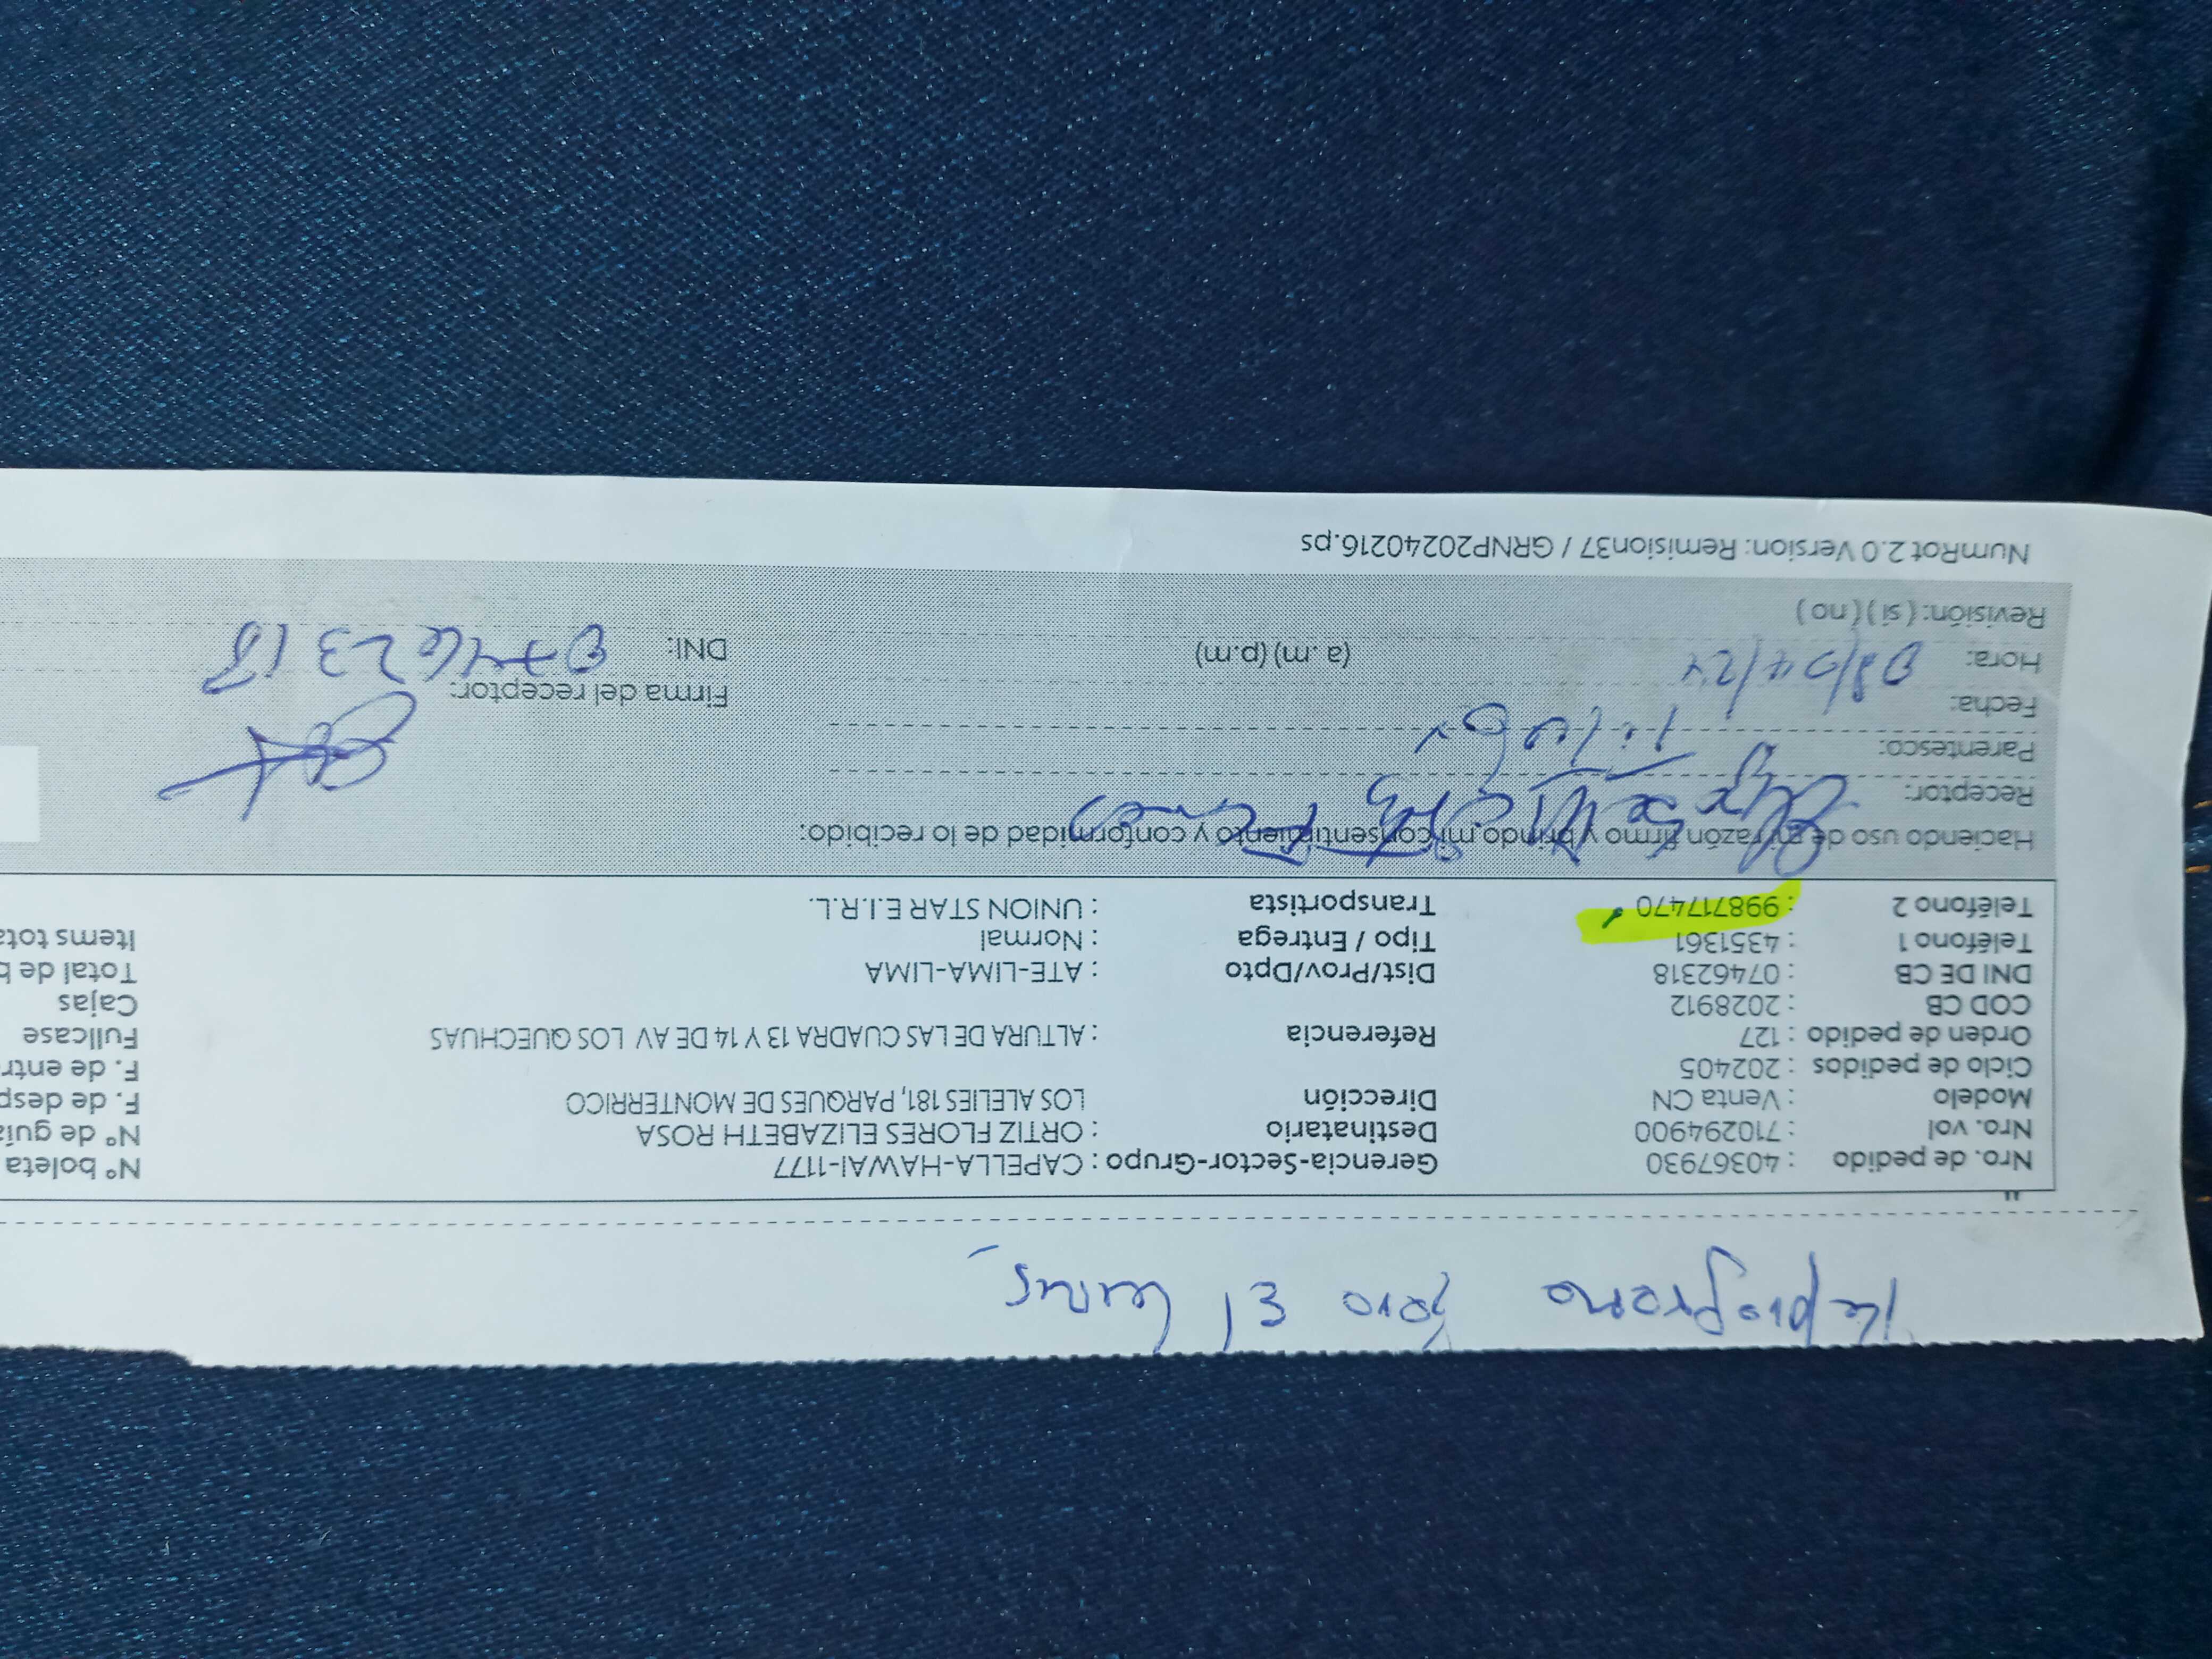 Reprograma para El lunes
Nro. de pedido : 40367930 Gerencia-Sector-Grupo : CAPELLA-HAWAI-1177 N° boleta
Nro. vol : 710294900 Destinatario : ORTIZ FLORES ELIZABETH ROSA N° de guía
Modelo : Venta CN Dirección LOS ALELIES 181, PARQUES DE MONTERRICO F. de desp
Ciclo de pedidos : 202405 F. de entre
Orden de pedido : 127 Referencia : ALTURA DE LAS CUADRA 13 Y 14 DE AV LOS QUECHUAS Fullcase
COD CB : 2028912 Cajas
DNI DE CB : 07462318 Dist/Prov/Dpto : ATE-LIMA-LIMA Total de b
Teléfono 1 : 4351361 Tipo / Entrega : Normal Items tota
Teléfono 2 : 998717470 Transportista : UNION STAR E.I.R.L.
Haciendo uso de mi razón firmo y brindo mi consentimiento y conformidad de lo recibido:
Receptor:
Parentesco: Titular
Fecha: Firma del receptor:
Hora: 08/04/24 (a.m) (p.m) DNI: 07462318
Revisión: (sí) (no)
NumRot 2.0 Version: Remision37 / GRNP20240216.ps